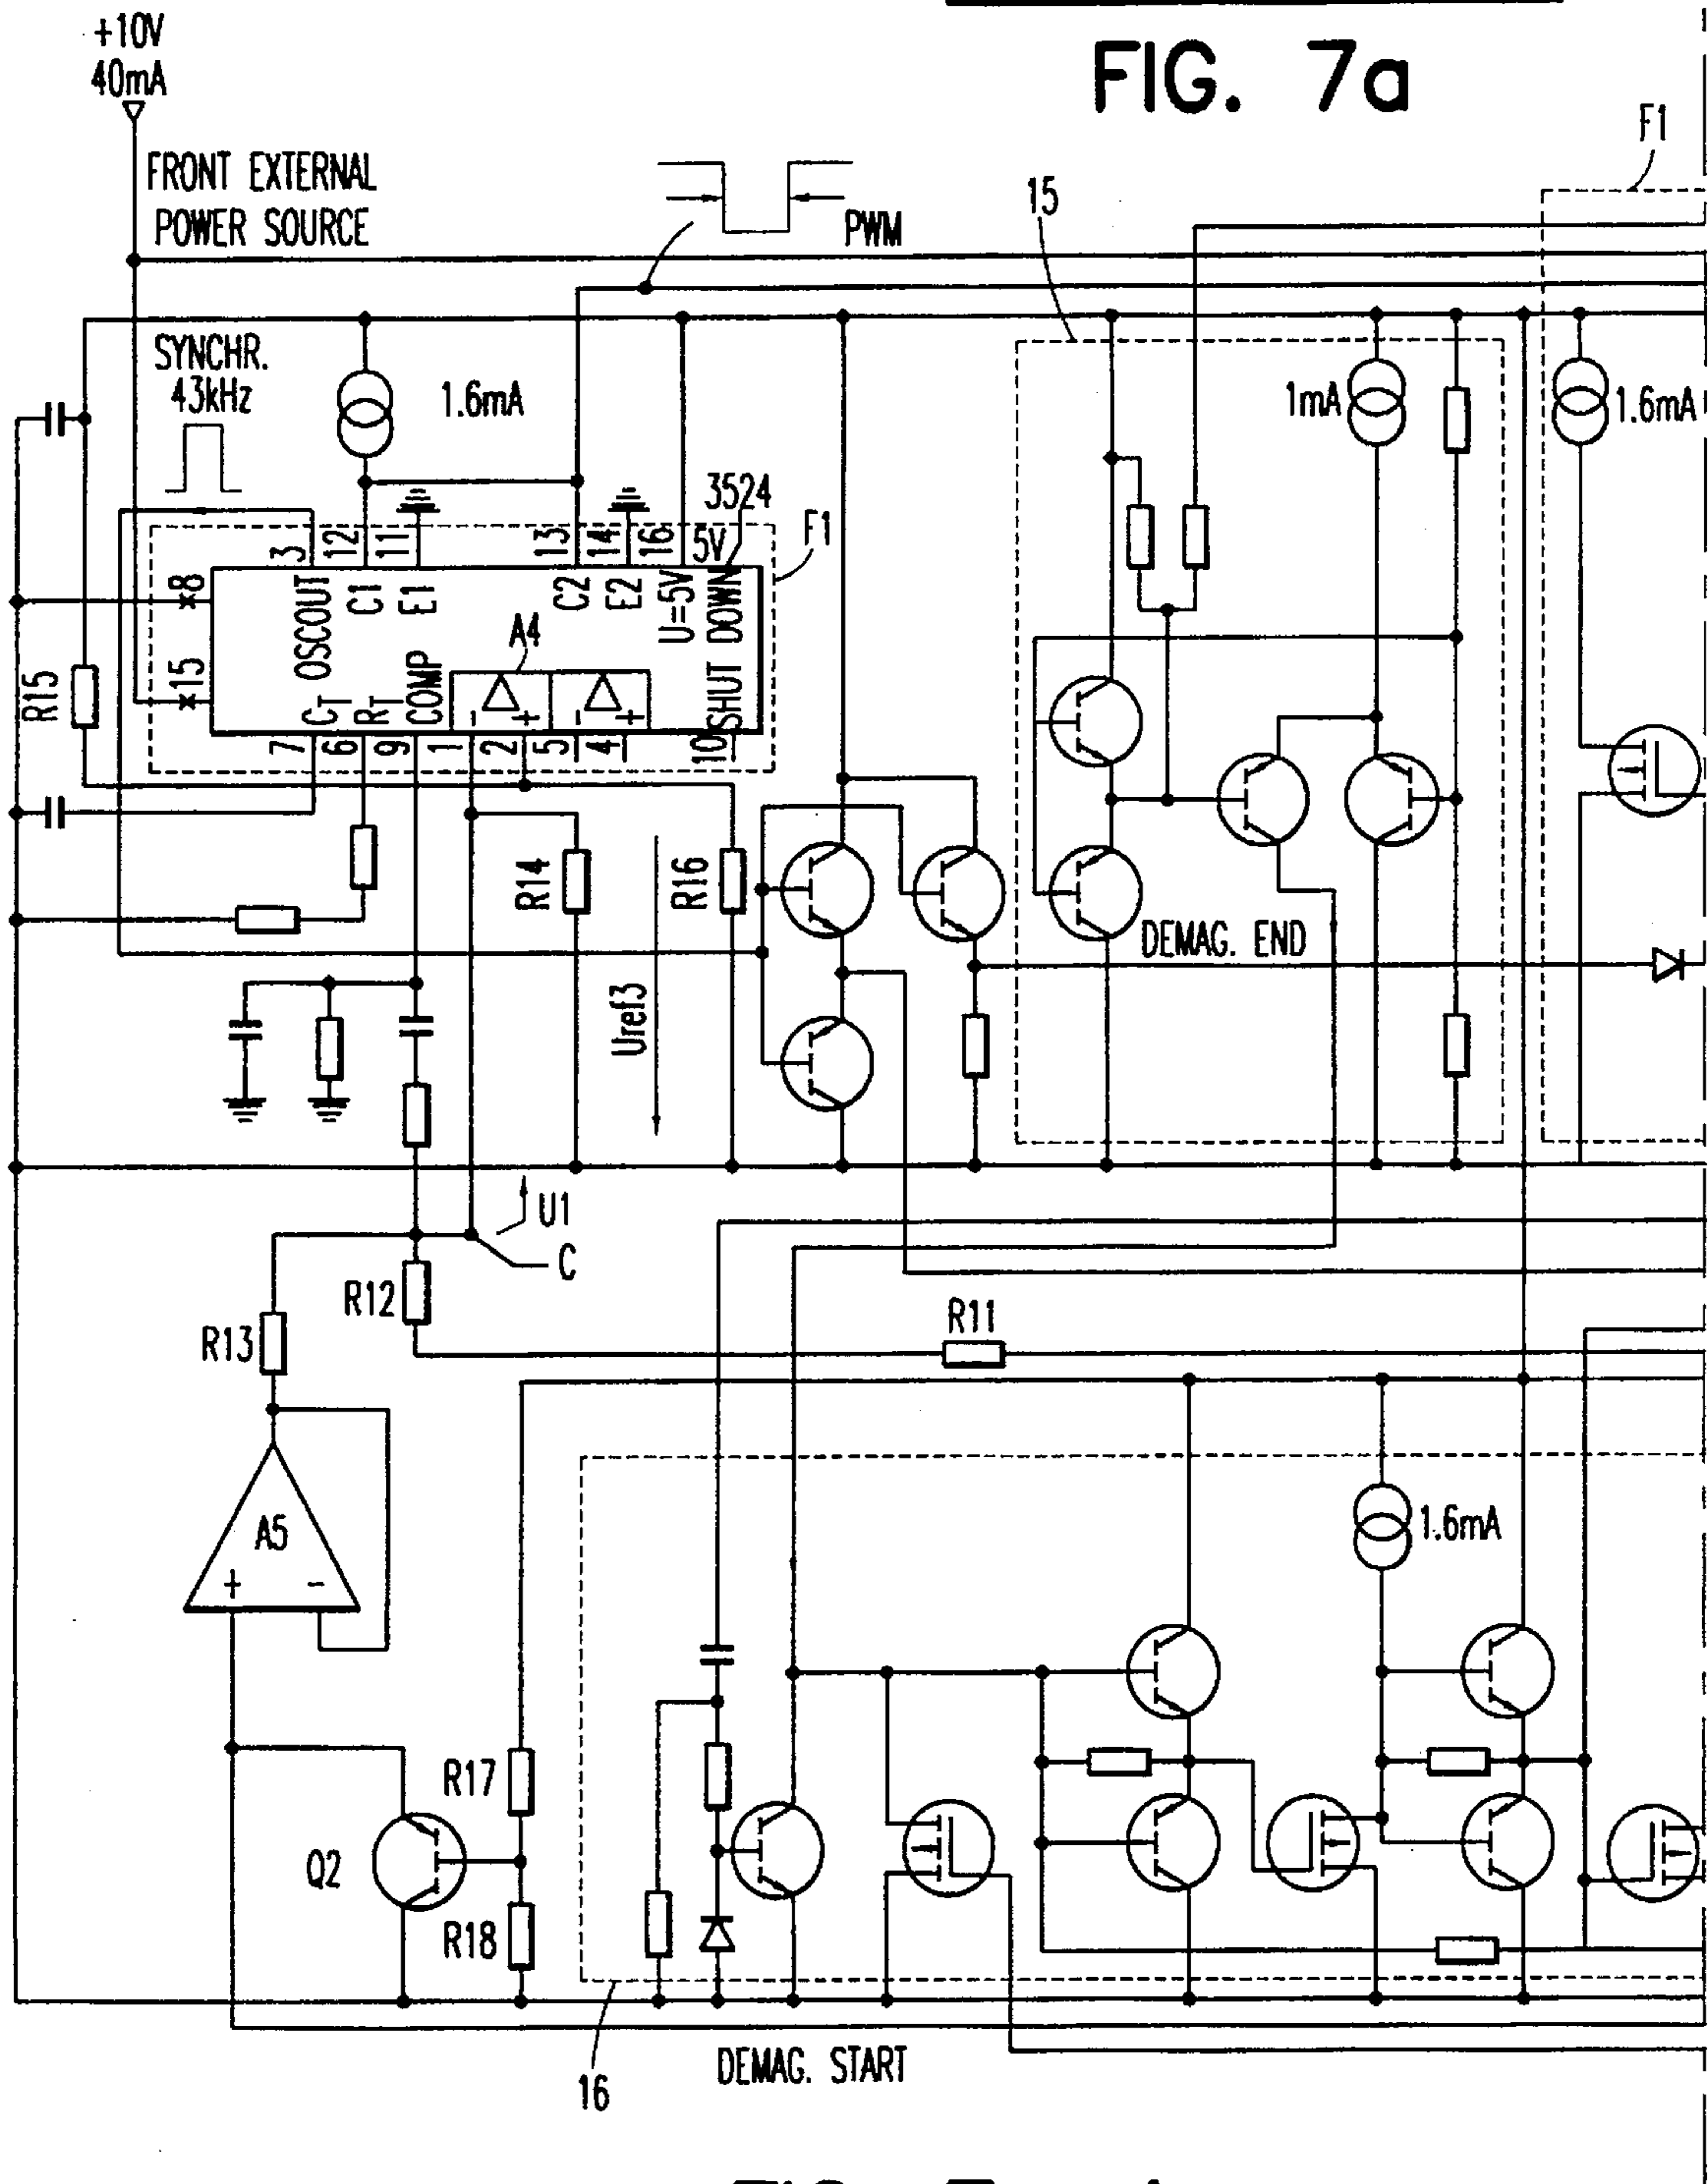 FIG. 7a
+10V
40mA
FRONT EXTERNAL
POWER SOURCE
PWM
15
F1
SYNCHR.
43kHz
1.6mA
1mA
1.6mA
3524
F1
3
12
11
13
14
16
5V
8
15
OSCOUT
C1
E1
C2
E2
U=5V
SHUT DOWN
A4
CT
RT
COMP
-
+
-
+
7
6
9
1
2
5
4
10
R15
R14
R16
Uref3
DEMAG. END
U1
C
R12
R11
R13
A5
+
-
1.6mA
R17
Q2
R18
16
DEMAG. START